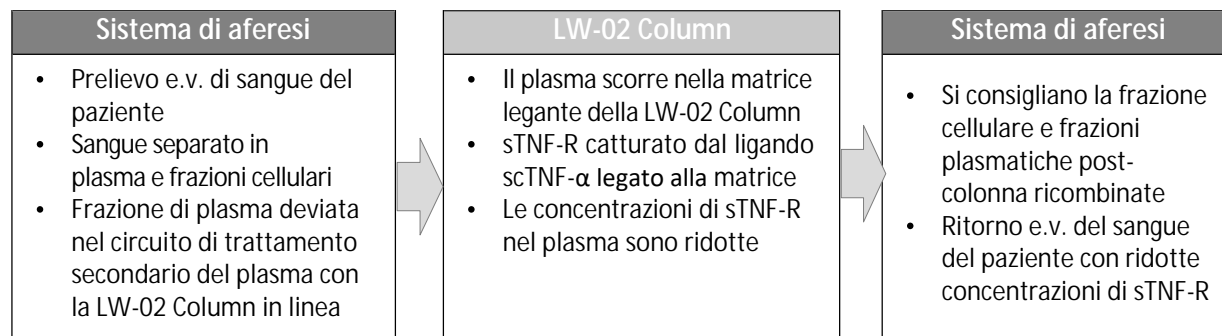 Sistema di aferesi
• Prelievo e.v. di sangue del
paziente
• Sangue separato in
plasma e frazioni cellulari
• Frazione di plasma deviata
nel circuito di trattamento
secondario del plasma con
la LW-02 Column in linea
LW-02 Column
• Il plasma scorre nella matrice
legante della LW-02 Column
• sTNF-R catturato dal ligando
scTNF-α legato alla matrice
• Le concentrazioni di sTNF-R
nel plasma sono ridotte
Sistema di aferesi
• Si consigliano la frazione
cellulare e frazioni
plasmatiche post-
colonna ricombinate
• Ritorno e.v. del sangue
del paziente con ridotte
concentrazioni di sTNF-R